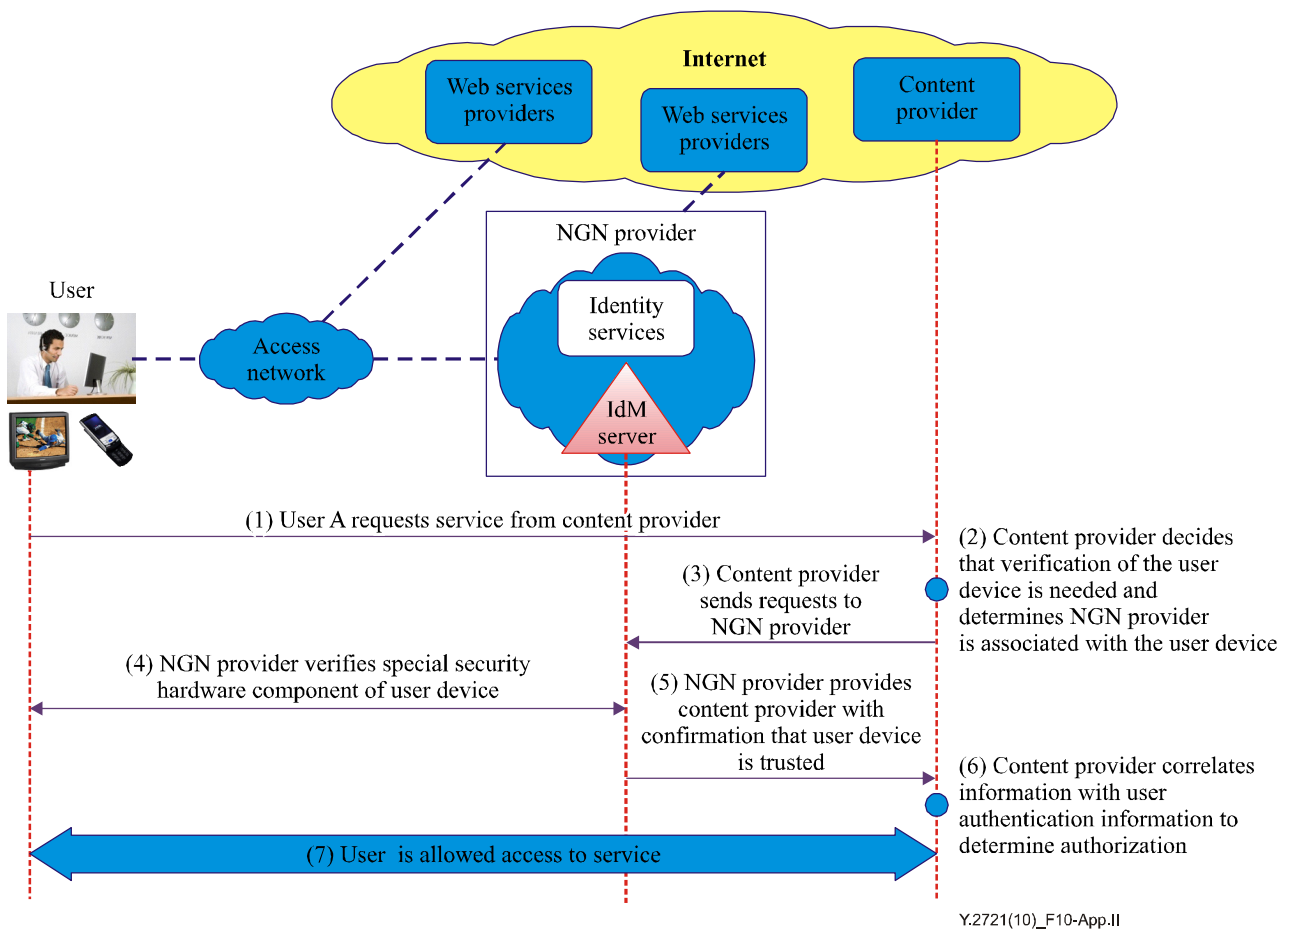 Internet
Web services
providers
Web services
providers
Content
provider
NGN provider
Identity
services
IdM
server
User
Access
network
(1) User A requests service from content provider
(2) Content provider decides
that verification of the user
device is needed and
determines NGN provider
is associated with the user device
(3) Content provider
sends requests to
NGN provider
(4) NGN provider verifies special security
hardware component of user device
(5) NGN provider provides
content provider with
confirmation that user device
is trusted
(6) Content provider correlates
information with user
authentication information to
determine authorization
(7) User is allowed access to service
Y.2721(10)_F10-App.II